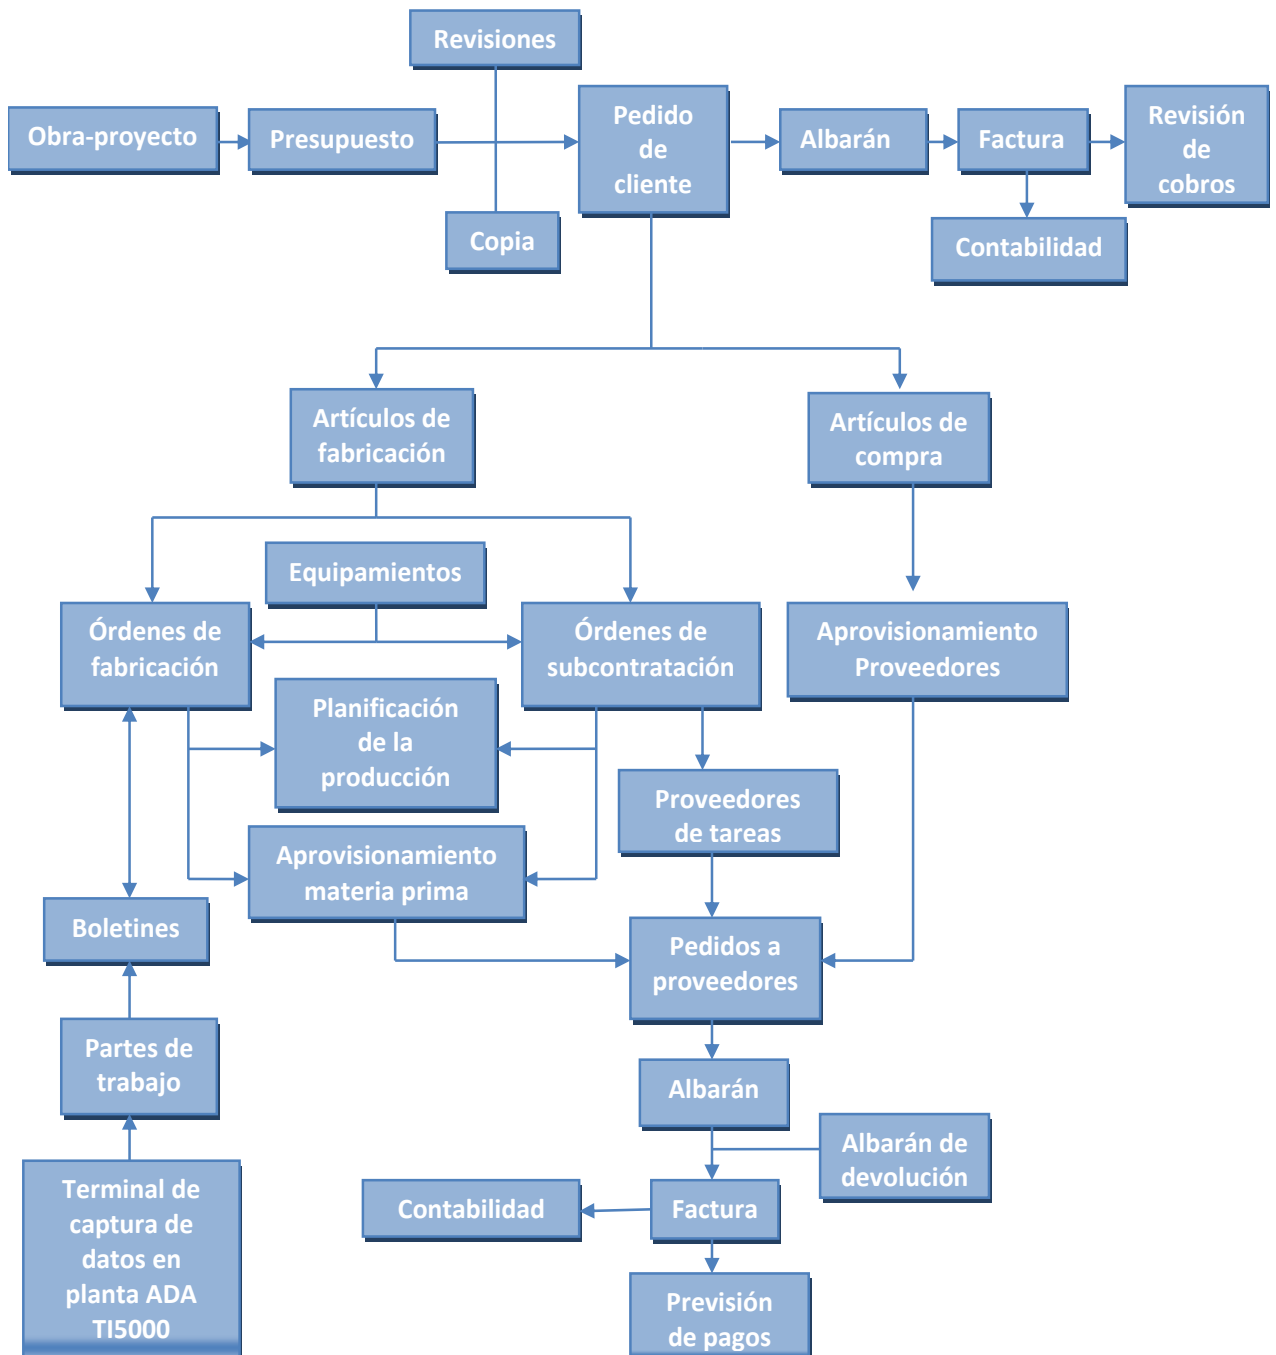 Revisiones
Obra-proyecto
Presupuesto
Pedido
de
cliente
Albarán
Factura
Revisión
de
cobros
Copia
Contabilidad
Artículos de
fabricación
Artículos de
compra
Equipamientos
Órdenes de
fabricación
Órdenes de
subcontratación
Aprovisionamiento
Proveedores
Planificación
de la
producción
Proveedores
de tareas
Aprovisionamiento
materia prima
Boletines
Pedidos a
proveedores
Partes de
trabajo
Albarán
Albarán de
devolución
Terminal de
captura de
datos en
planta ADA
TI5000
Contabilidad
Factura
Previsión
de pagos